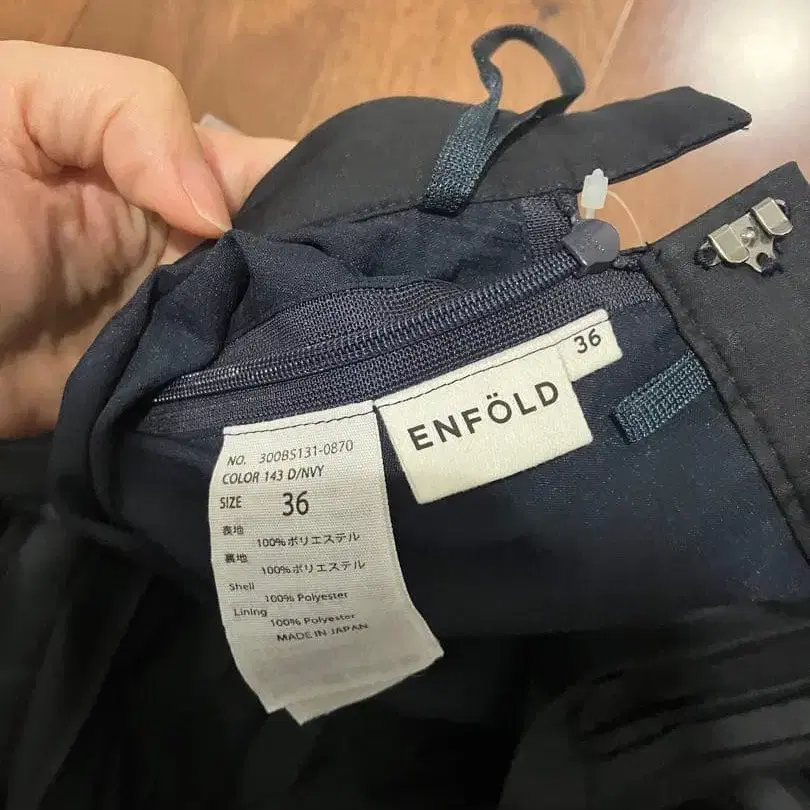 36
ENFÖLD
NO. 300BS131-0870
COLOR 143 D/NVY
SIZE 36
表地
100%ポリエステル
裏地
100%ポリエステル
Shell
100% Polyester
Lining
100% Polyester
MADE IN JAPAN